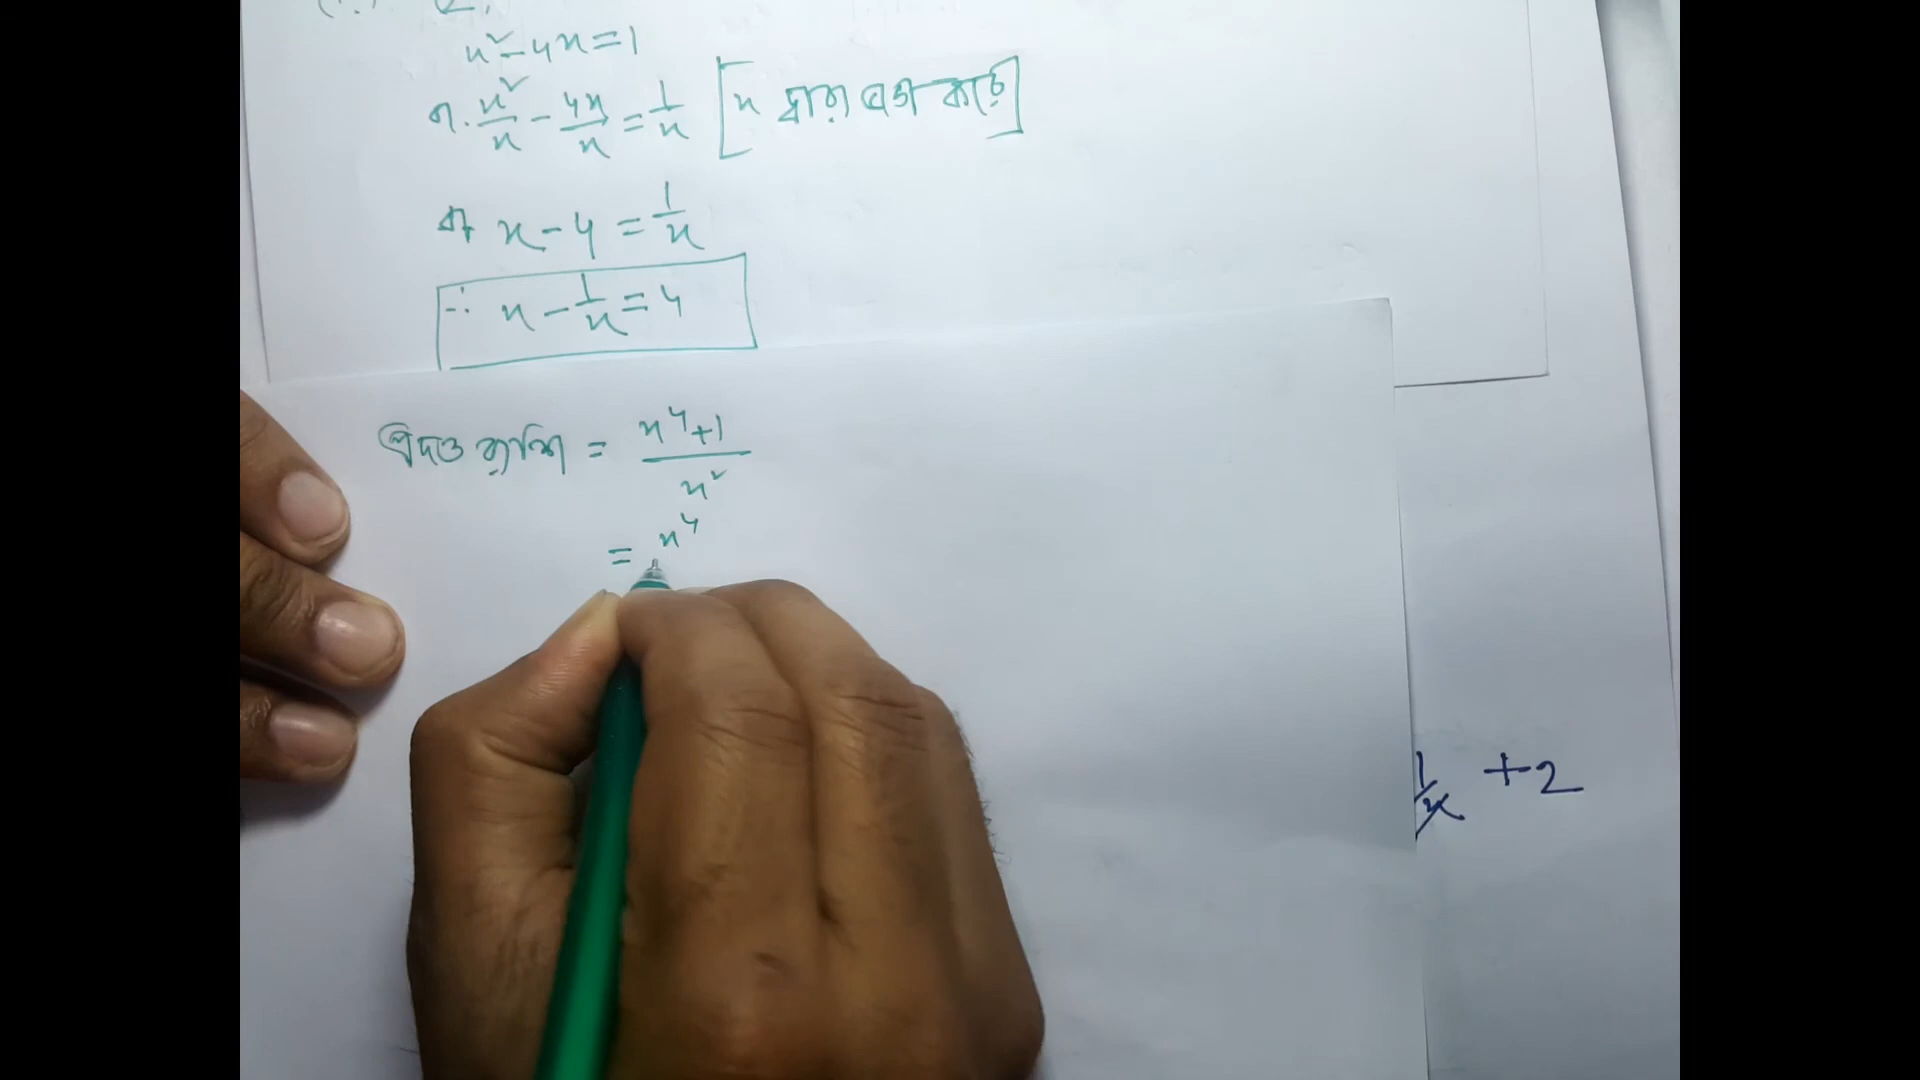 x² - 4x = 1
বা, x²/x - 4x/x = 1/x [x দ্বারা ভাগ করে]
বা x - 4 = 1/x
∴ x - 1/x = 4
প্রদত্ত রাশি = (x⁴+1)/x²
= x⁴
1/x +2